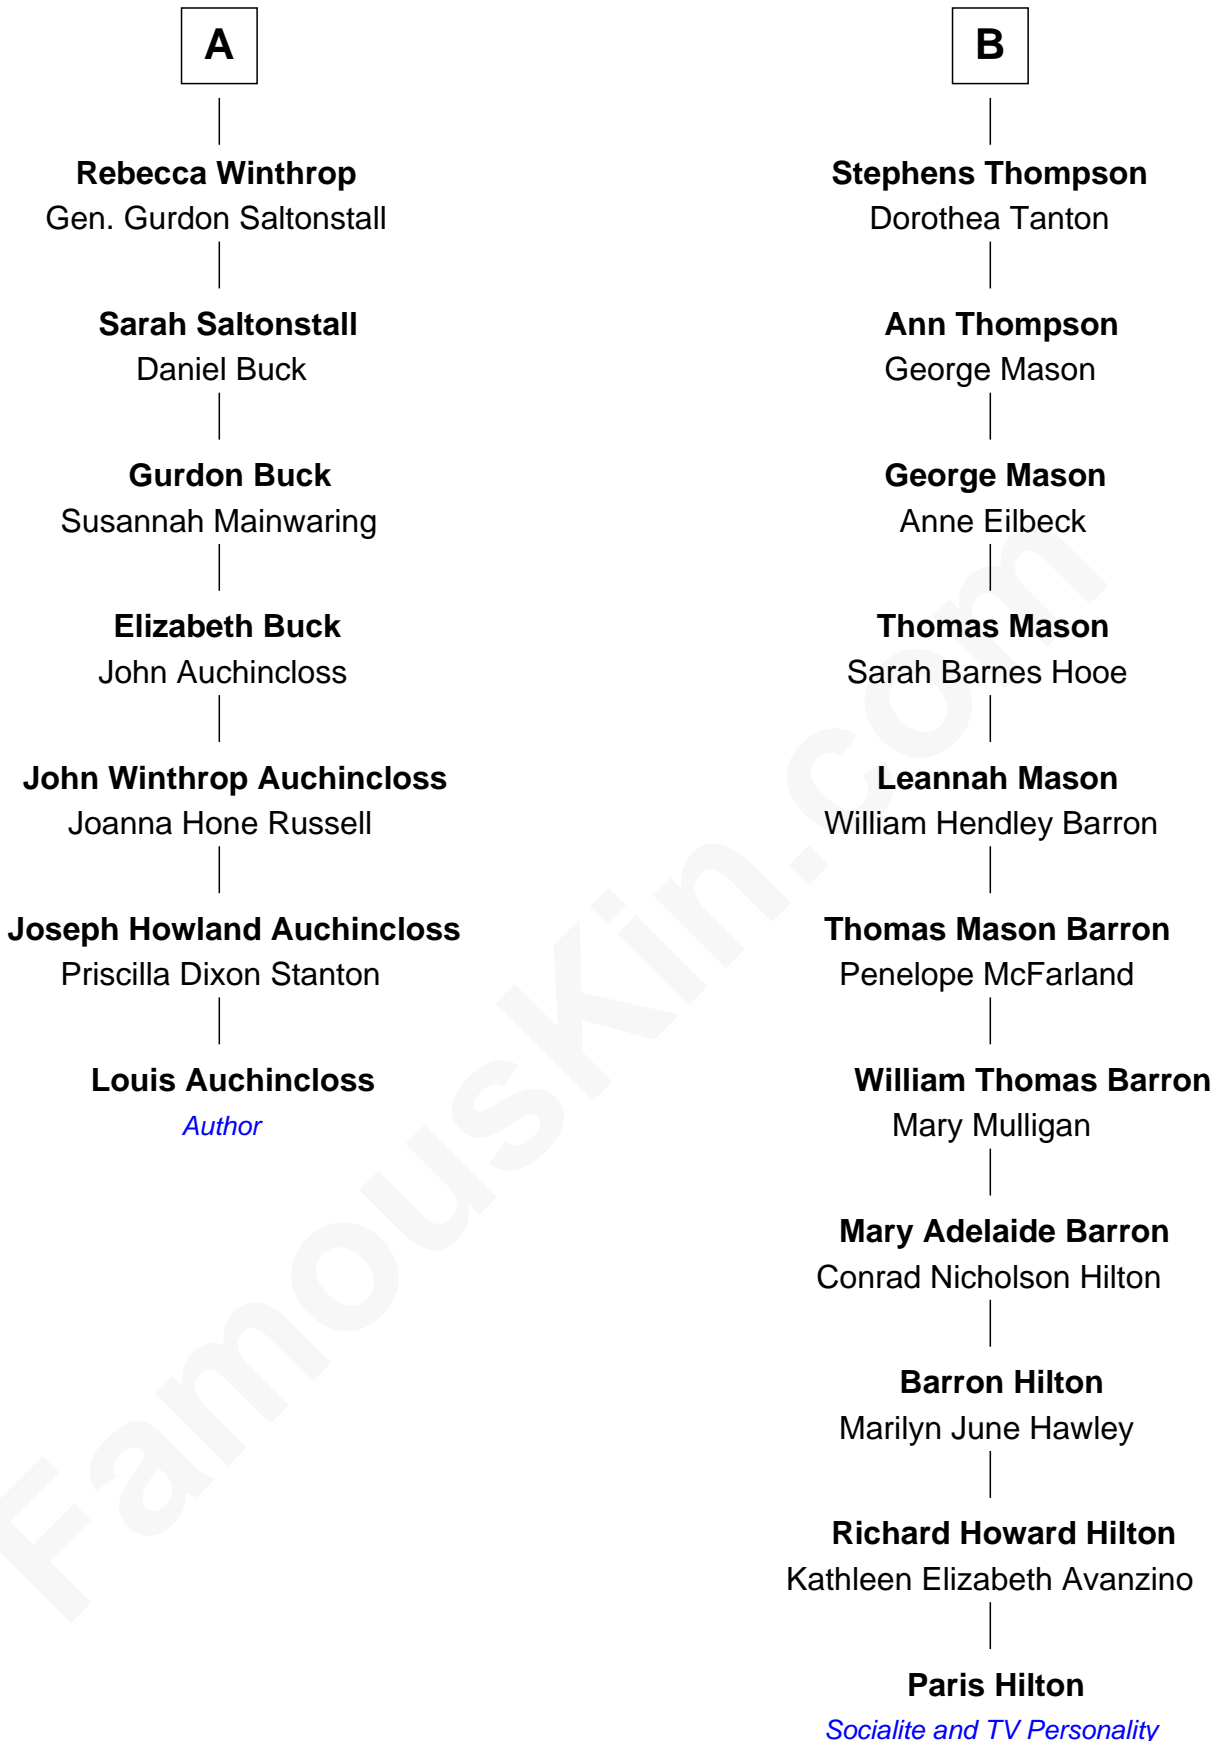 A
Rebecca Winthrop
Gen. Gurdon Saltonstall
Sarah Saltonstall
Daniel Buck
Gurdon Buck
Susannah Mainwaring
Elizabeth Buck
John Auchincloss
John Winthrop Auchincloss
Joanna Hone Russell
Joseph Howland Auchincloss
Priscilla Dixon Stanton
Louis Auchincloss
Author
B
Stephens Thompson
Dorothea Tanton
Ann Thompson
George Mason
George Mason
Anne Eilbeck
Thomas Mason
Sarah Barnes Hooe
Leannah Mason
William Hendley Barron
Thomas Mason Barron
Penelope McFarland
William Thomas Barron
Mary Mulligan
Mary Adelaide Barron
Conrad Nicholson Hilton
Barron Hilton
Marilyn June Hawley
Richard Howard Hilton
Kathleen Elizabeth Avanzino
Paris Hilton
Socialite and TV Personality
FamousKin.com